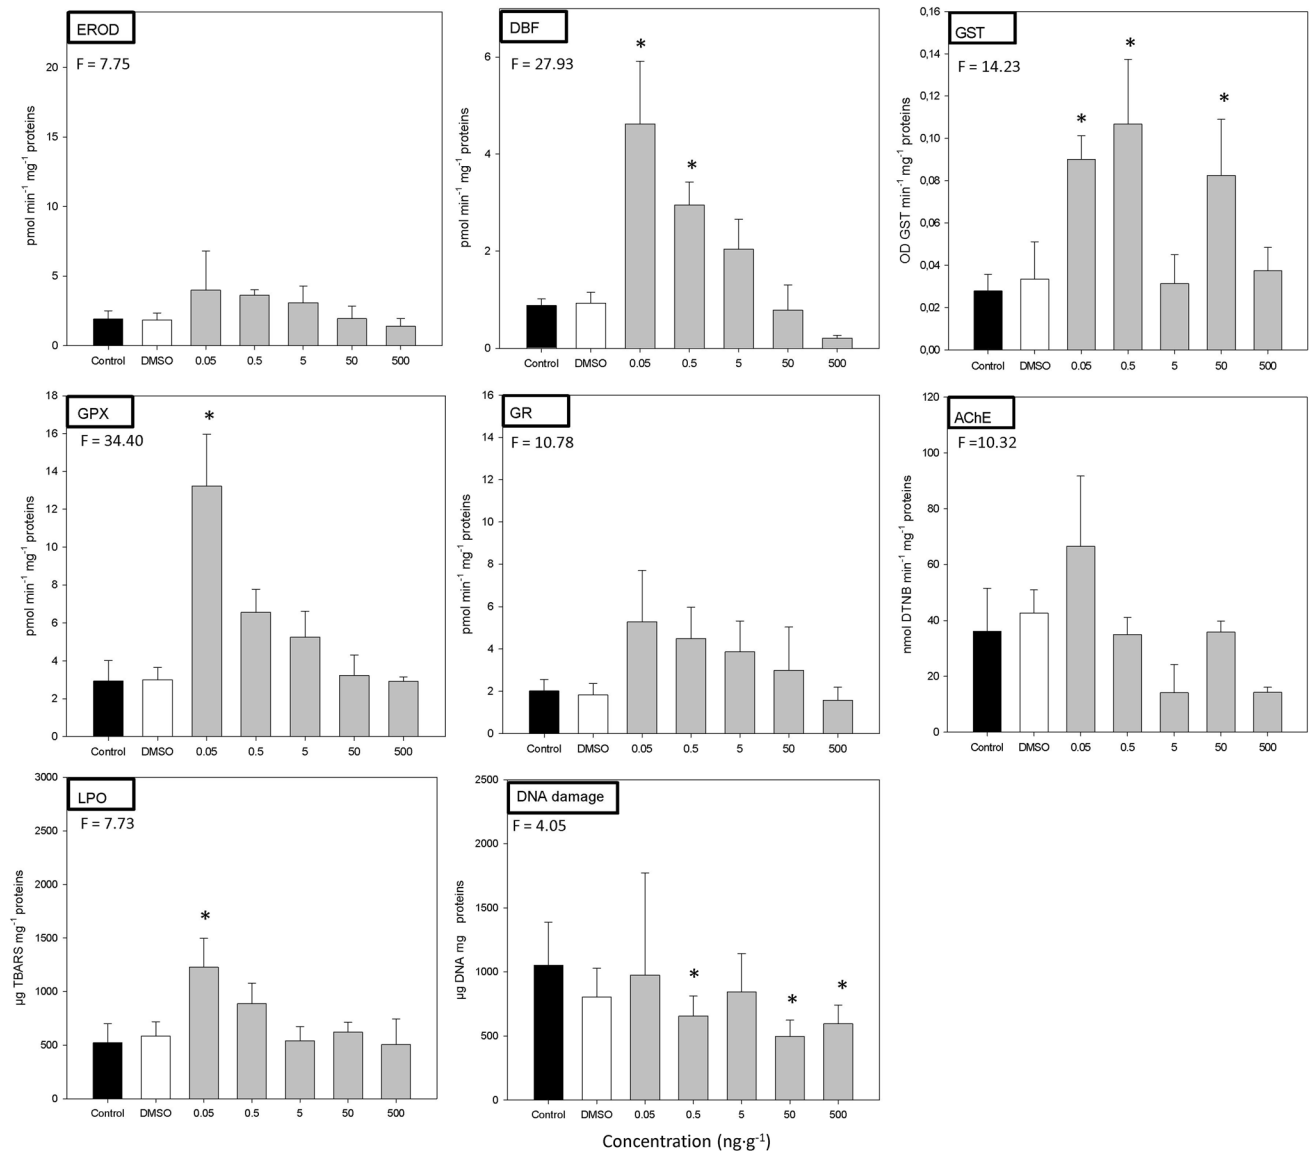 EROD
F = 7.75
pmol min⁻¹ mg⁻¹ proteins
20
15
10
5
0
Control DMSO 0.05 0.5 5 50 500
DBF
F = 27.93
*
*
pmol min⁻¹ mg⁻¹ proteins
6
4
2
0
Control DMSO 0.05 0.5 5 50 500
GST
F = 14.23
*
*
*
OD GST min⁻¹ mg⁻¹ proteins
0,16
0,14
0,12
0,10
0,08
0,06
0,04
0,02
0,00
Control DMSO 0.05 0.5 5 50 500
GPX
F = 34.40
*
pmol min⁻¹ mg⁻¹ proteins
18
16
14
12
10
8
6
4
2
0
Control DMSO 0.05 0.5 5 50 500
GR
F = 10.78
pmol min⁻¹ mg⁻¹ proteins
16
14
12
10
8
6
4
2
0
Control DMSO 0.05 0.5 5 50 500
AChE
F =10.32
nmol DTNB min⁻¹ mg⁻¹ proteins
120
100
80
60
40
20
0
Control DMSO 0.05 0.5 5 50 500
LPO
F = 7.73
*
µg TBARS mg⁻¹ proteins
3000
2500
2000
1500
1000
500
0
Control DMSO 0.05 0.5 5 50 500
DNA damage
F = 4.05
*
*
*
µg DNA mg proteins
2500
2000
1500
1000
500
0
Control DMSO 0.05 0.5 5 50 500
Concentration (ng·g⁻¹)